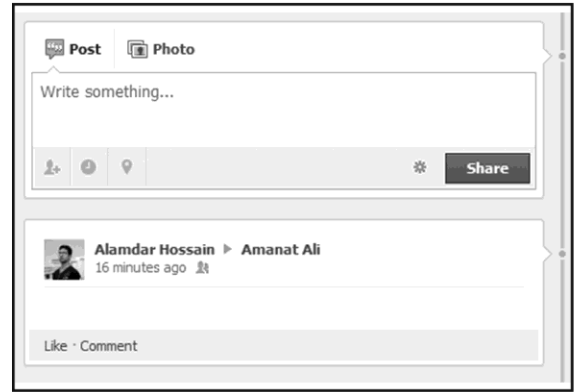 Post Photo
Write something...
Share
Alamdar Hossain ▶ Amanat Ali
16 minutes ago
Like · Comment